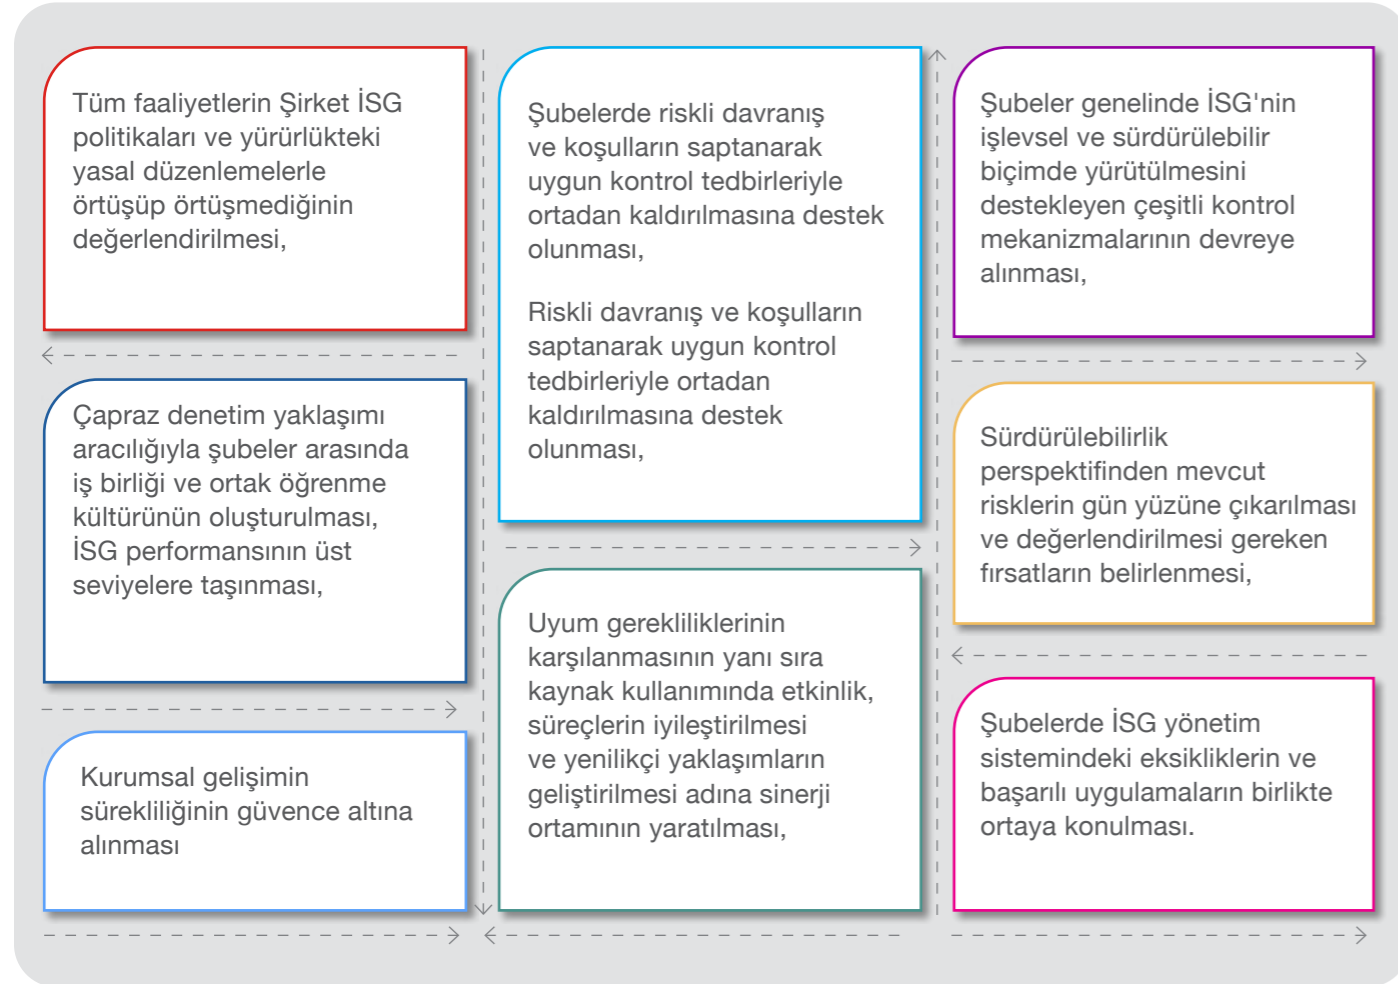 Tüm faaliyetlerin Şirket İSG
politikaları ve yürürlükteki
yasal düzenlemelerle
örtüşüp örtüşmediğinin
değerlendirilmesi,
Çapraz denetim yaklaşımı
aracılığıyla şubeler arasında
iş birliği ve ortak öğrenme
kültürünün oluşturulması,
İSG performansının üst
seviyelere taşınması,
Kurumsal gelişimin
sürekliliğinin güvence altına
alınması
Şubelerde riskli davranış
ve koşulların saptanarak
uygun kontrol tedbirleriyle
ortadan kaldırılmasına destek
olunması,
Riskli davranış ve koşulların
saptanarak uygun kontrol
tedbirleriyle ortadan
kaldırılmasına destek
olunması,
Uyum gerekliliklerinin
karşılanmasının yanı sıra
kaynak kullanımında etkinlik,
süreçlerin iyileştirilmesi
ve yenilikçi yaklaşımların
geliştirilmesi adına sinerji
ortamının yaratılması,
Şubeler genelinde İSG'nin
işlevsel ve sürdürülebilir
biçimde yürütülmesini
destekleyen çeşitli kontrol
mekanizmalarının devreye
alınması,
Sürdürülebilirlik
perspektifinden mevcut
risklerin gün yüzüne çıkarılması
ve değerlendirilmesi gereken
fırsatların belirlenmesi,
Şubelerde İSG yönetim
sistemindeki eksikliklerin ve
başarılı uygulamaların birlikte
ortaya konulması.